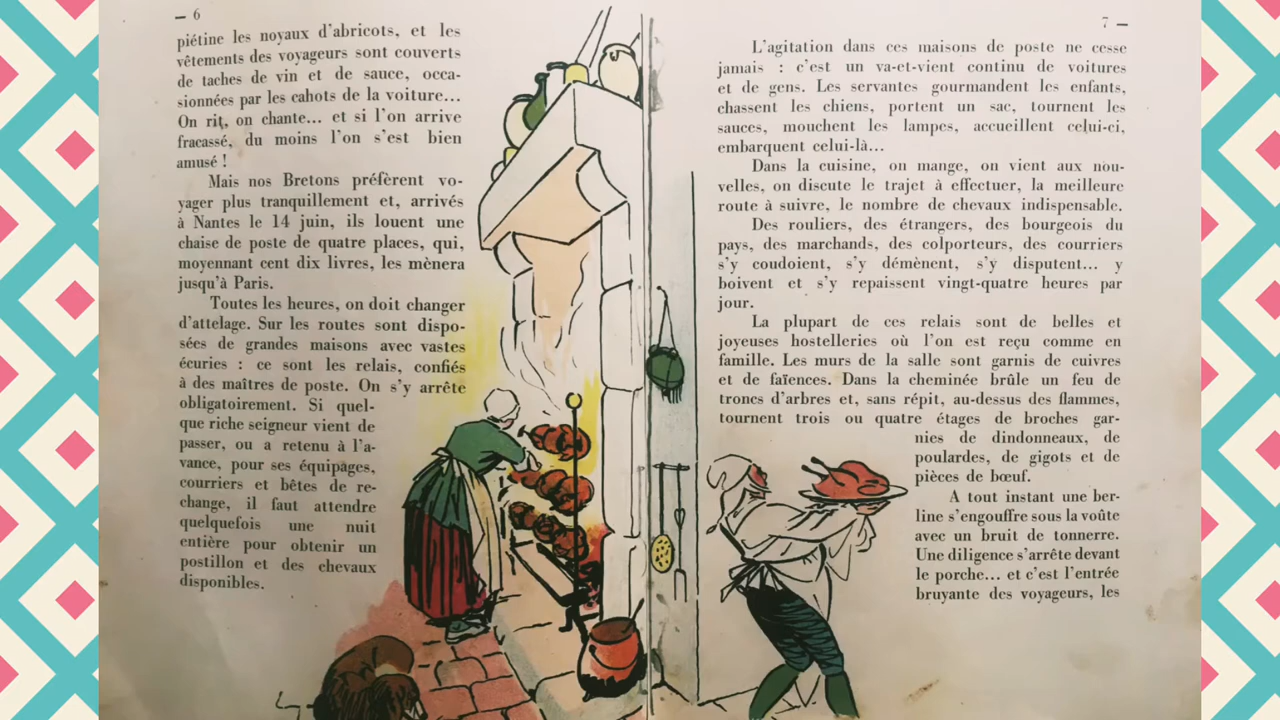 — 6
piétine les noyaux d'abricots, et les
vêtements des voyageurs sont couverts
de taches de vin et de sauce, occa-
sionnées par les cahots de la voiture...
On rit, on chante... et si l'on arrive
fracassé, du moins l'on s'est bien
amusé !
Mais nos Bretons préfèrent vo-
yager plus tranquillement et, arrivés
à Nantes le 14 juin, ils louent une
chaise de poste de quatre places, qui,
moyennant cent dix livres, les mènera
jusqu'à Paris.
Toutes les heures, on doit changer
d'attelage. Sur les routes sont dispo-
sées de grandes maisons avec vastes
écuries : ce sont les relais, confiés
à des maîtres de poste. On s'y arrête
obligatoirement. Si quel-
que riche seigneur vient de
passer, ou a retenu à l'a-
vance, pour ses équipages,
courriers et bêtes de re-
change, il faut attendre
quelquefois une nuit
entière pour obtenir un
postillon et des chevaux
disponibles.
7 —
L'agitation dans ces maisons de poste ne cesse
jamais : c'est un va-et-vient continu de voitures
et de gens. Les servantes gourmandent les enfants,
chassent les chiens, portent un sac, tournent les
sauces, mouchent les lampes, accueillent celui-ci,
embarquent celui-là...
Dans la cuisine, on mange, on vient aux nou-
velles, on discute le trajet à effectuer, la meilleure
route à suivre, le nombre de chevaux indispensable.
Des rouliers, des étrangers, des bourgeois du
pays, des marchands, des colporteurs, des courriers
s'y coudoient, s'y démènent, s'y disputent... y
boivent et s'y repaissent vingt-quatre heures par
jour.
La plupart de ces relais sont de belles et
joyeuses hostelleries où l'on est reçu comme en
famille. Les murs de la salle sont garnis de cuivres
et de faïences. Dans la cheminée brûle un feu de
troncs d'arbres et, sans répit, au-dessus des flammes,
tournent trois ou quatre étages de broches gar-
nies de dindonneaux, de
poulardes, de gigots et de
pièces de bœuf.
A tout instant une ber-
line s'engouffre sous la voûte
avec un bruit de tonnerre.
Une diligence s'arrête devant
le porche... et c'est l'entrée
bruyante des voyageurs, les